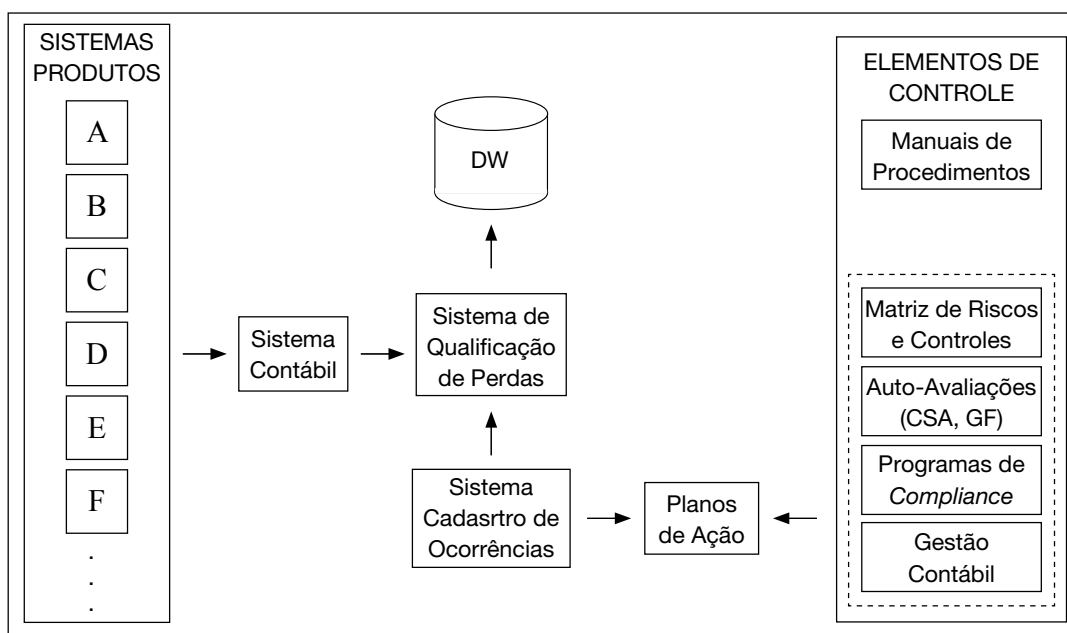 SISTEMAS
PRODUTOS
A
B
C
D
E
F
.
.
.
Sistema
Contábil
DW
Sistema de
Qualificação
de Perdas
Sistema
Cadasrtro de
Ocorrências
Planos
de Ação
ELEMENTOS DE
CONTROLE
Manuais de
Procedimentos
Matriz de Riscos
e Controles
Auto-Avaliações
(CSA, GF)
Programas de
Compliance
Gestão
Contábil